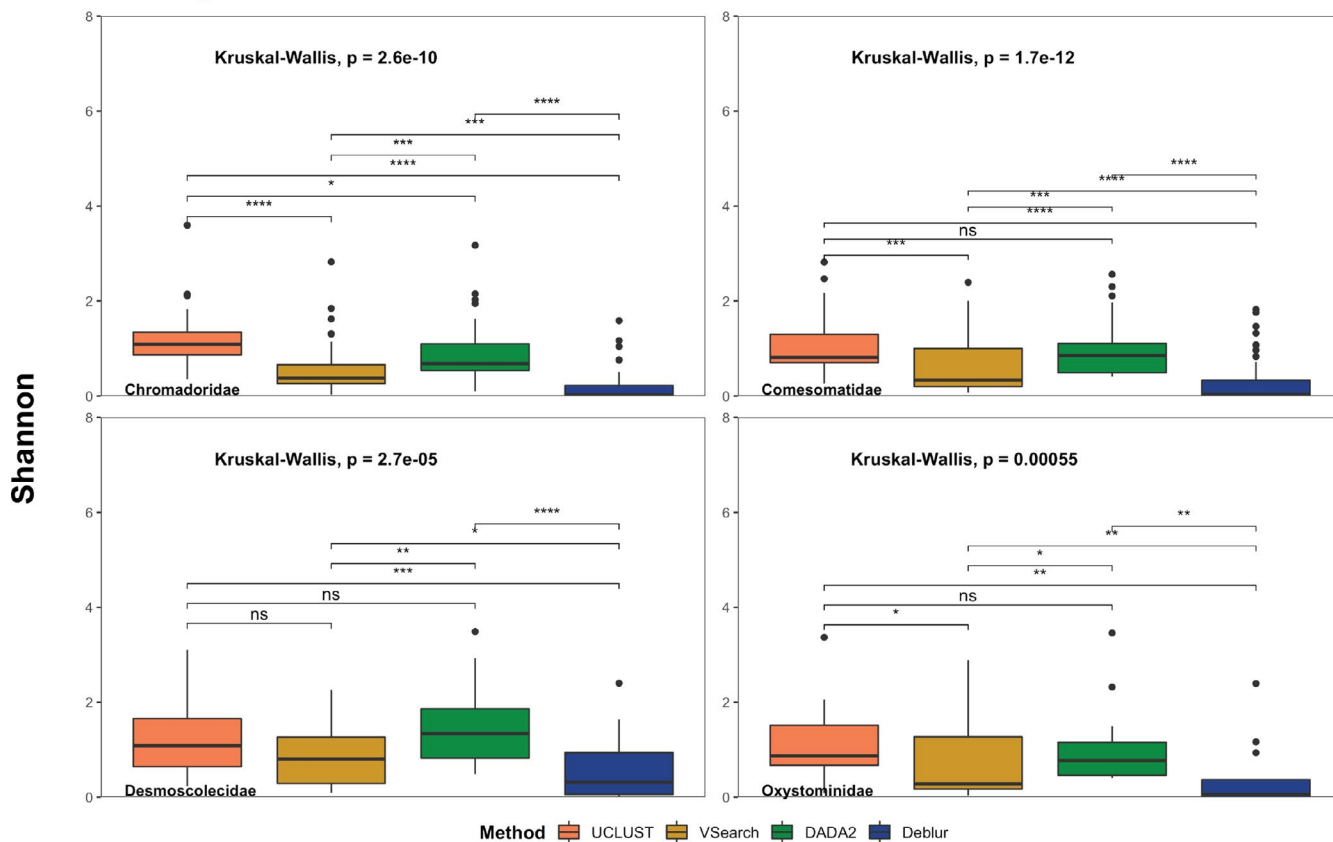 8
Kruskal-Wallis, p = 2.6e-10
6
****
***
***
****
4
*
****
2
0
Chromadoridae
Kruskal-Wallis, p = 1.7e-12
****
****
***
****
ns
***
Comesomatidae
Shannon
8
Kruskal-Wallis, p = 2.7e-05
6
****
*
**
***
4
ns
ns
2
0
Desmoscolecidae
Kruskal-Wallis, p = 0.00055
**
**
*
**
ns
*
Oxystominidae
8
6
4
2
0
8
6
4
2
0
Method UCLUST VSearch DADA2 Deblur